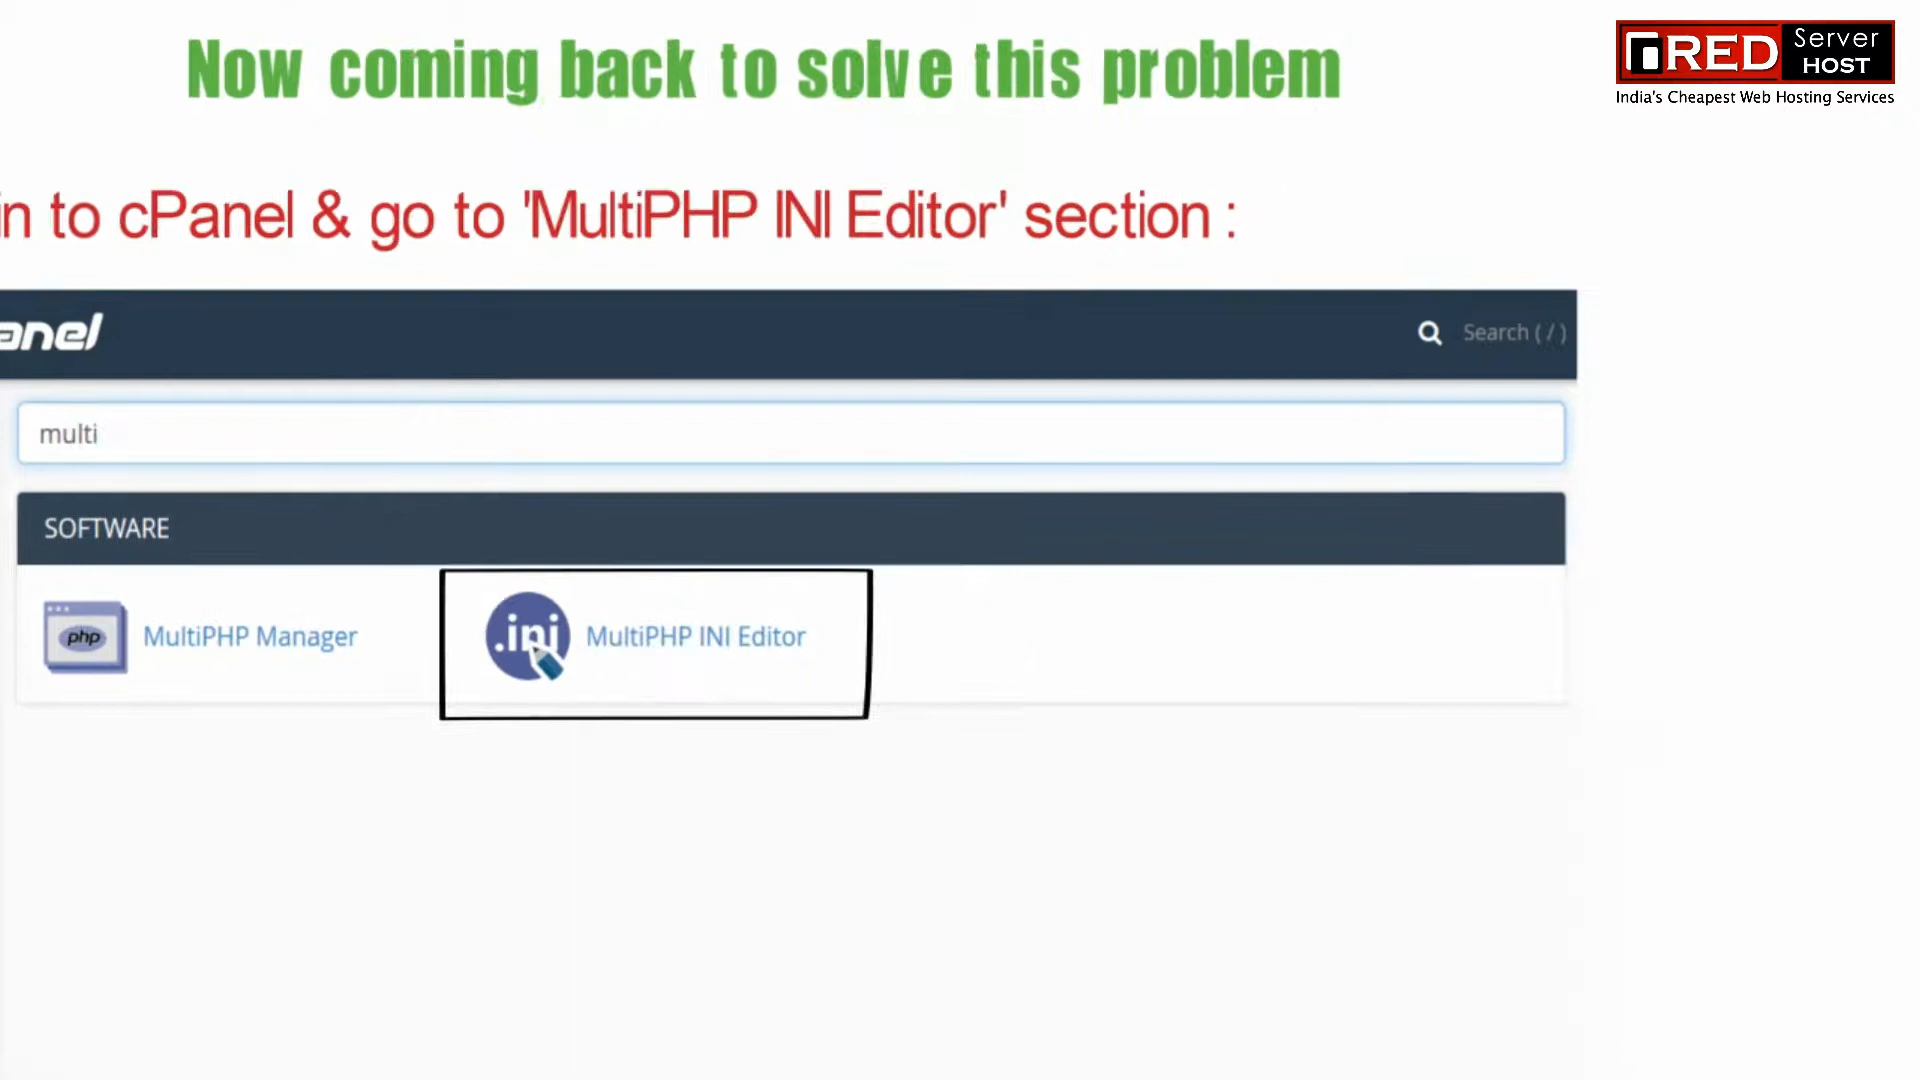 Now coming back to solve this problem
RED Server HOST
India's Cheapest Web Hosting Services
in to cPanel & go to 'MultiPHP INI Editor' section :
anel
Search ( / )
multi
SOFTWARE
php
MultiPHP Manager
.ini
MultiPHP INI Editor